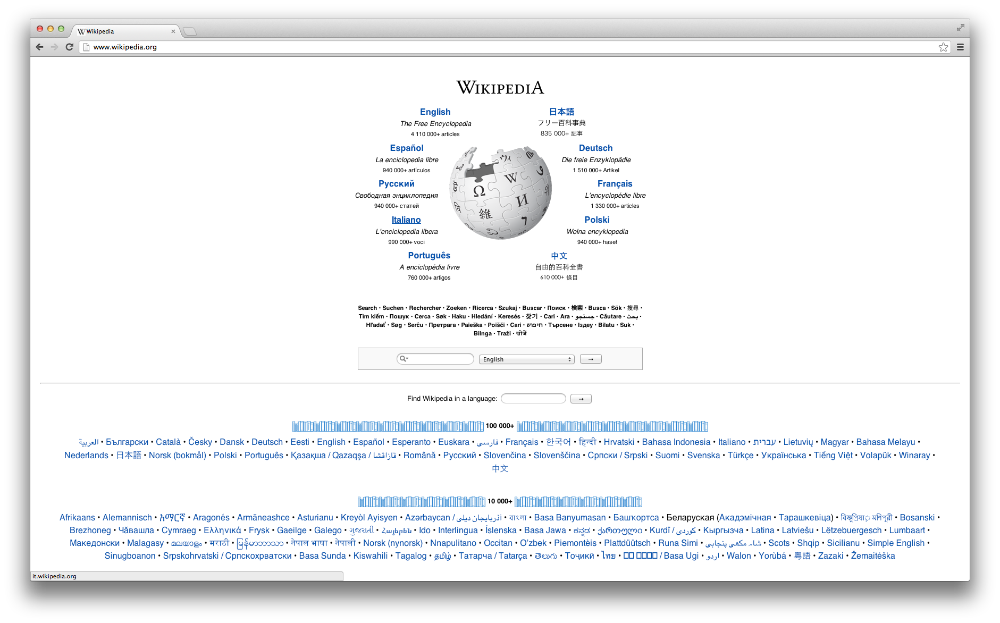 Wikipedia
www.wikipedia.org
WIKIPEDIA
English
The Free Encyclopedia
4 110 000+ articles
日本語
フリー百科事典
835 000+ 記事
Español
La enciclopedia libre
940 000+ artículos
Deutsch
Die freie Enzyklopädie
1 510 000+ Artikel
Русский
Свободная энциклопедия
940 000+ статей
Français
L'encyclopédie libre
1 330 000+ articles
Italiano
L'enciclopedia libera
990 000+ voci
Polski
Wolna encyklopedia
940 000+ haseł
Português
A enciclopédia livre
760 000+ artigos
中文
自由的百科全書
610 000+ 條目
Ω W И 維 ウィ
Search • Suchen • Rechercher • Zoeken • Ricerca • Szukaj • Buscar • Поиск • 検索 • Busca • Sök • 搜尋 •
Tìm kiếm • Пошук • Cerca • Søk • Haku • Hledání • Keresés • 찾기 • Cari • Ara • جستجو • Căutare • بحث •
Hľadať • Søg • Serĉu • Претрага • Paieška • Poišči • Cari • חיפוש • Търсене • Іздеу • Bilatu • Suk •
Bilnga • Traži • खोजें
English →
Find Wikipedia in a language: →
100 000+
العربية • Български • Català • Česky • Dansk • Deutsch • Eesti • English • Español • Esperanto • Euskara • فارسی • Français • 한국어 • हिन्दी • Hrvatski • Bahasa Indonesia • Italiano • עברית • Lietuvių • Magyar • Bahasa Melayu •
Nederlands • 日本語 • Norsk (bokmål) • Polski • Português • Қазақша / Qazaqşa / قازاقشا • Română • Русский • Slovenčina • Slovenščina • Српски / Srpski • Suomi • Svenska • Türkçe • Українська • Tiếng Việt • Volapük • Winaray •
中文
10 000+
Afrikaans • Alemannisch • አማርኛ • Aragonés • Armãneashce • Asturianu • Kreyòl Ayisyen • Azərbaycan / آذربايجان ديلی • বাংলা • Basa Banyumasan • Башҡортса • Беларуская (Акадэмічная • Тарашкевіца) • বিষ্ণুপ্রিযা় মণিপুরী • Bosanski •
Brezhoneg • Чӑвашла • Cymraeg • Ελληνικά • Frysk • Gaeilge • Galego • ગુજરાતી • Հայերեն • Ido • Interlingua • Íslenska • Basa Jawa • ಕನ್ನಡ • ქართული • Kurdî / كوردی • Кыргызча • Latina • Latviešu • Lëtzebuergesch • Lumbaart •
Македонски • Malagasy • മലയാളം • मराठी • မြန်မာဘာသာ • नेपाल भाषा • नेपाली • Norsk (nynorsk) • Nnapulitano • Occitan • O'zbek • Piemontèis • Plattdüütsch • Runa Simi • شاہ مکھی پنجابی • Scots • Shqip • Sicilianu • Simple English •
Sinugboanon • Srpskohrvatski / Српскохрватски • Basa Sunda • Kiswahili • Tagalog • தமிழ் • Татарча / Tatarça • తెలుగు • Тоҷикӣ • ไทย • / Basa Ugi • اردو • Walon • Yorùbá • 粵語 • Zazaki • Žemaitėška
it.wikipedia.org